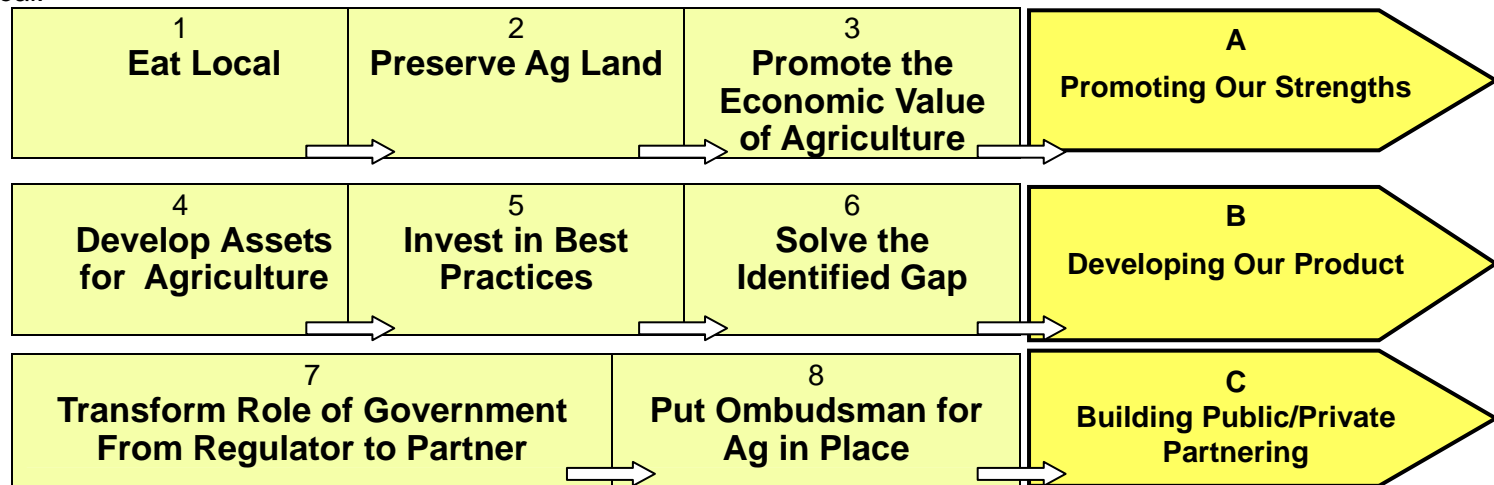 1
Eat Local
2
Preserve Ag Land
3
Promote the
Economic Value
of Agriculture
A
Promoting Our Strengths
4
Develop Assets
for Agriculture
5
Invest in Best
Practices
6
Solve the
Identified Gap
B
Developing Our Product
7
Transform Role of Government
From Regulator to Partner
8
Put Ombudsman for
Ag in Place
C
Building Public/Private
Partnering